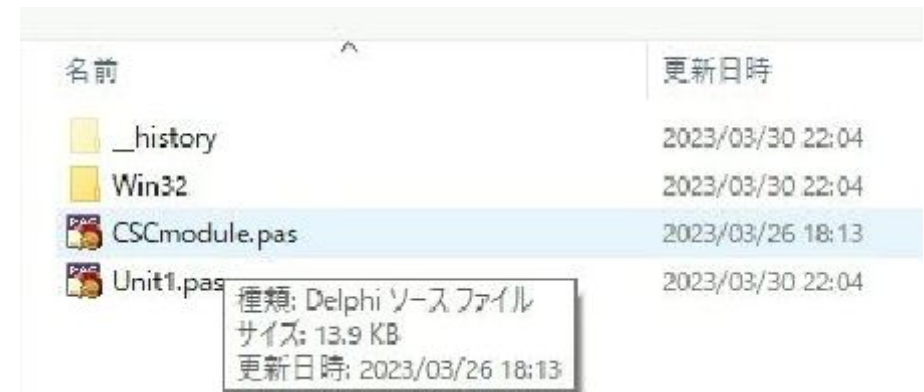 名前 更新日時
__history 2023/03/30 22:04
Win32 2023/03/30 22:04
CSCmodule.pas 2023/03/26 18:13
Unit1.pas 2023/03/30 22:04
種類: Delphi ソース ファイル
サイズ: 13.9 KB
更新日時: 2023/03/26 18:13